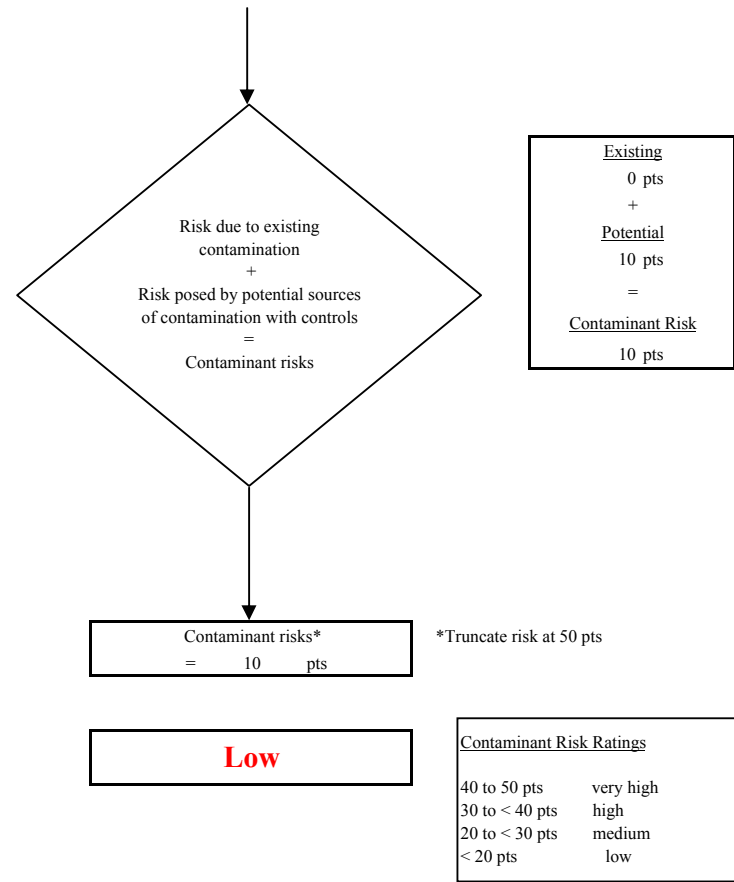 Risk due to existing
contamination
+
Risk posed by potential sources
of contamination with controls
=
Contaminant risks
Existing
0 pts
+
Potential
10 pts
=
Contaminant Risk
10 pts
Contaminant risks*
= 10 pts
*Truncate risk at 50 pts
Low
Contaminant Risk Ratings
40 to 50 pts very high
30 to < 40 pts high
20 to < 30 pts medium
< 20 pts low